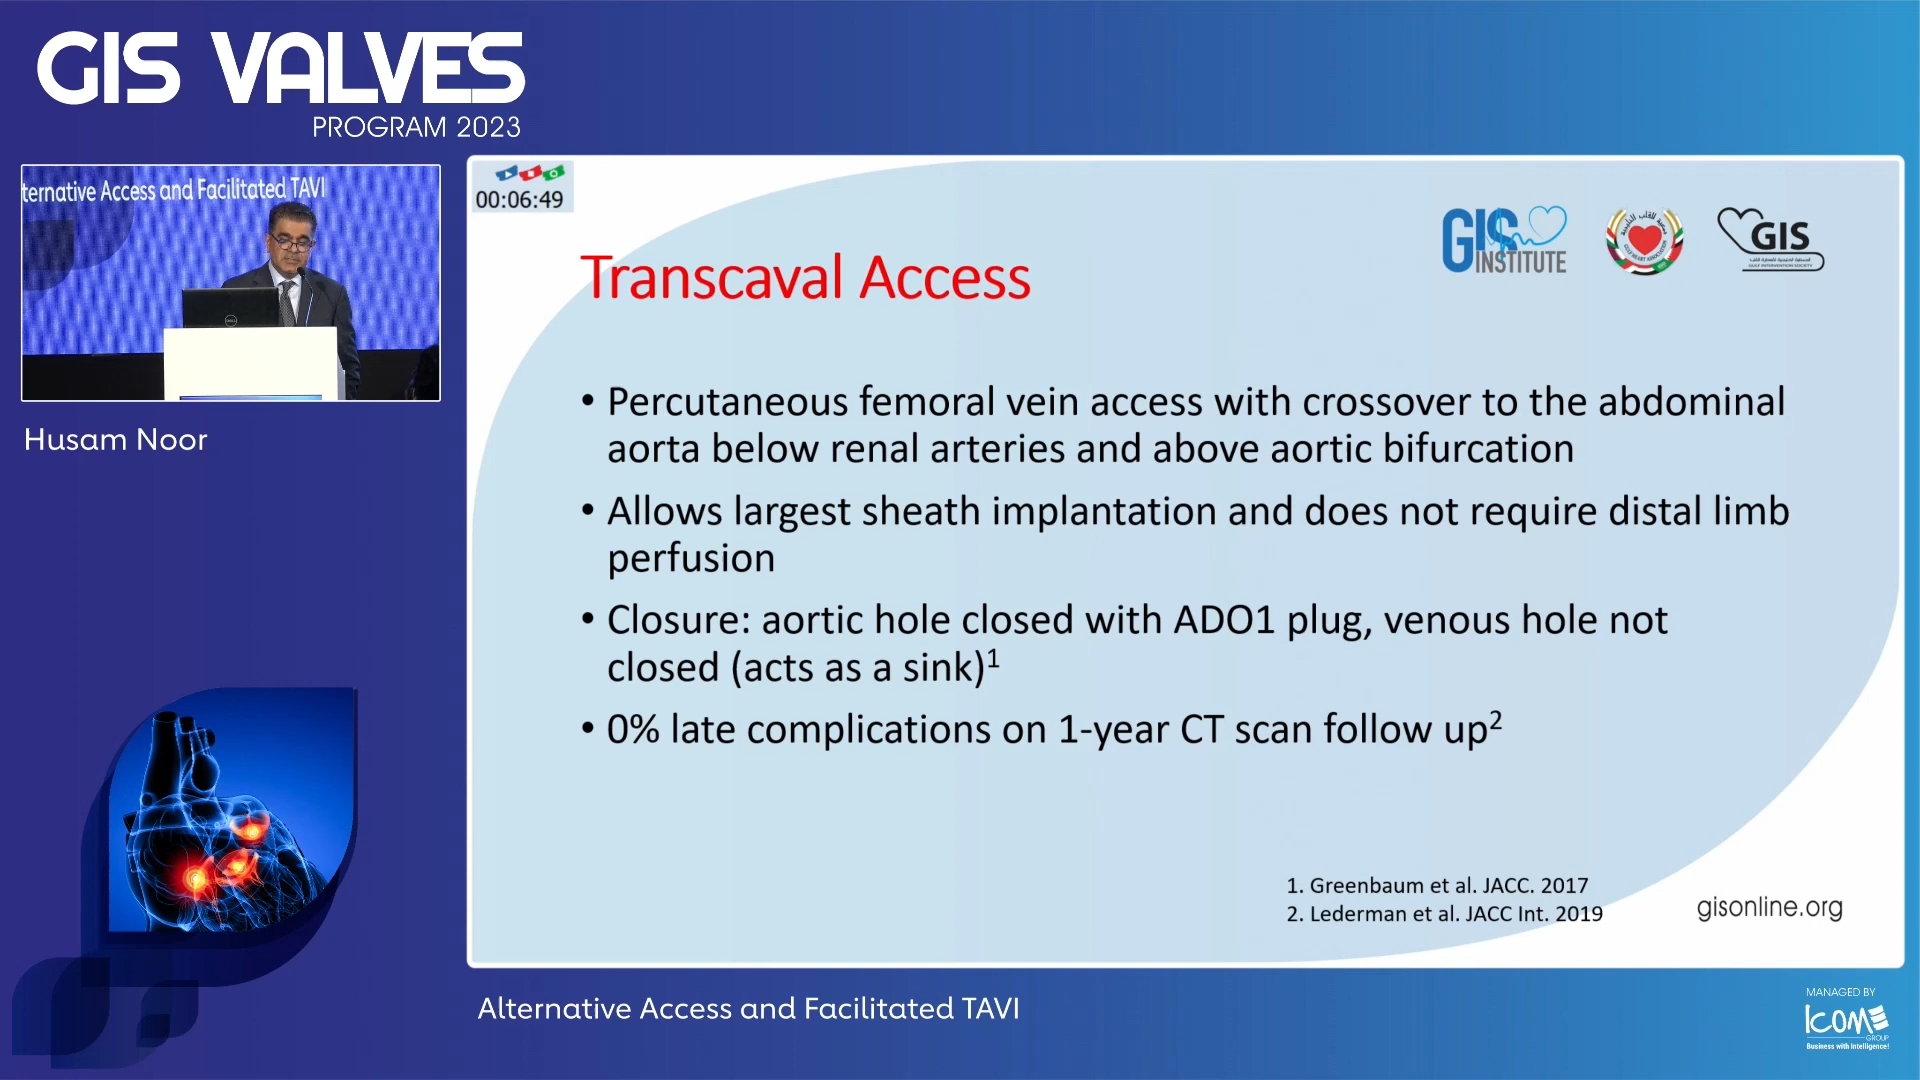 GIS VALVES
PROGRAM 2023
ternative Access and Facilitated TAVI
Husam Noor
00:06:49
GIS
INSTITUTE
GIS
Transcaval Access
• Percutaneous femoral vein access with crossover to the abdominal
aorta below renal arteries and above aortic bifurcation
• Allows largest sheath implantation and does not require distal limb
perfusion
• Closure: aortic hole closed with ADO1 plug, venous hole not
closed (acts as a sink)1
• 0% late complications on 1-year CT scan follow up2
1. Greenbaum et al. JACC. 2017
2. Lederman et al. JACC Int. 2019
gisonline.org
Alternative Access and Facilitated TAVI
MANAGED BY
ICOM
GROUP
Business with Intelligence!